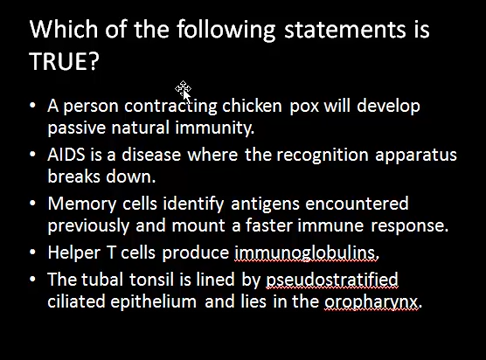 Which of the following statements is
TRUE?
• A person contracting chicken pox will develop
passive natural immunity.
• AIDS is a disease where the recognition apparatus
breaks down.
• Memory cells identify antigens encountered
previously and mount a faster immune response.
• Helper T cells produce immunoglobulins,
• The tubal tonsil is lined by pseudostratified
ciliated epithelium and lies in the oropharynx.